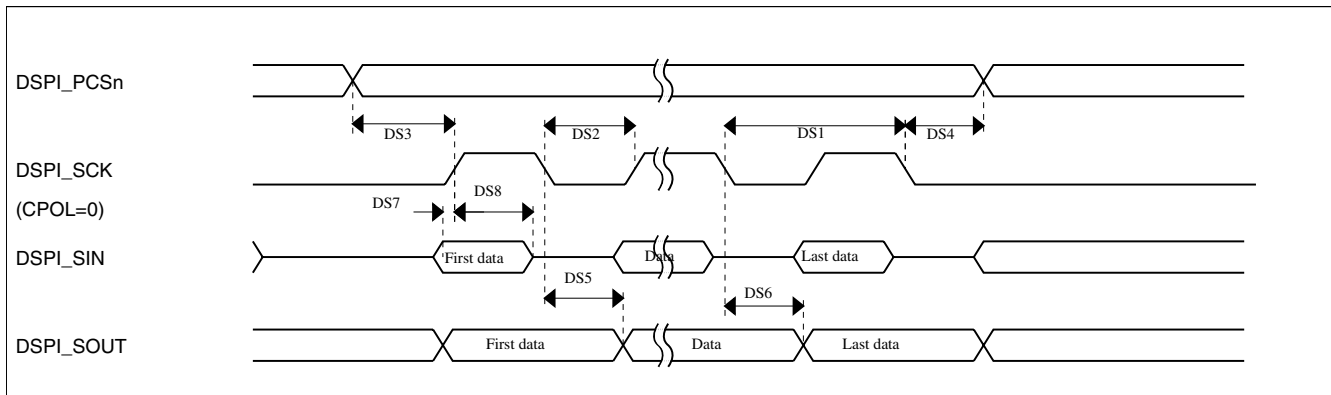 DSPI_PCSn
DS3
DS2
DS1
DS4
DSPI_SCK
(CPOL=0)
DS7
DS8
DSPI_SIN
First data
Data
Last data
DS5
DS6
DSPI_SOUT
First data
Data
Last data